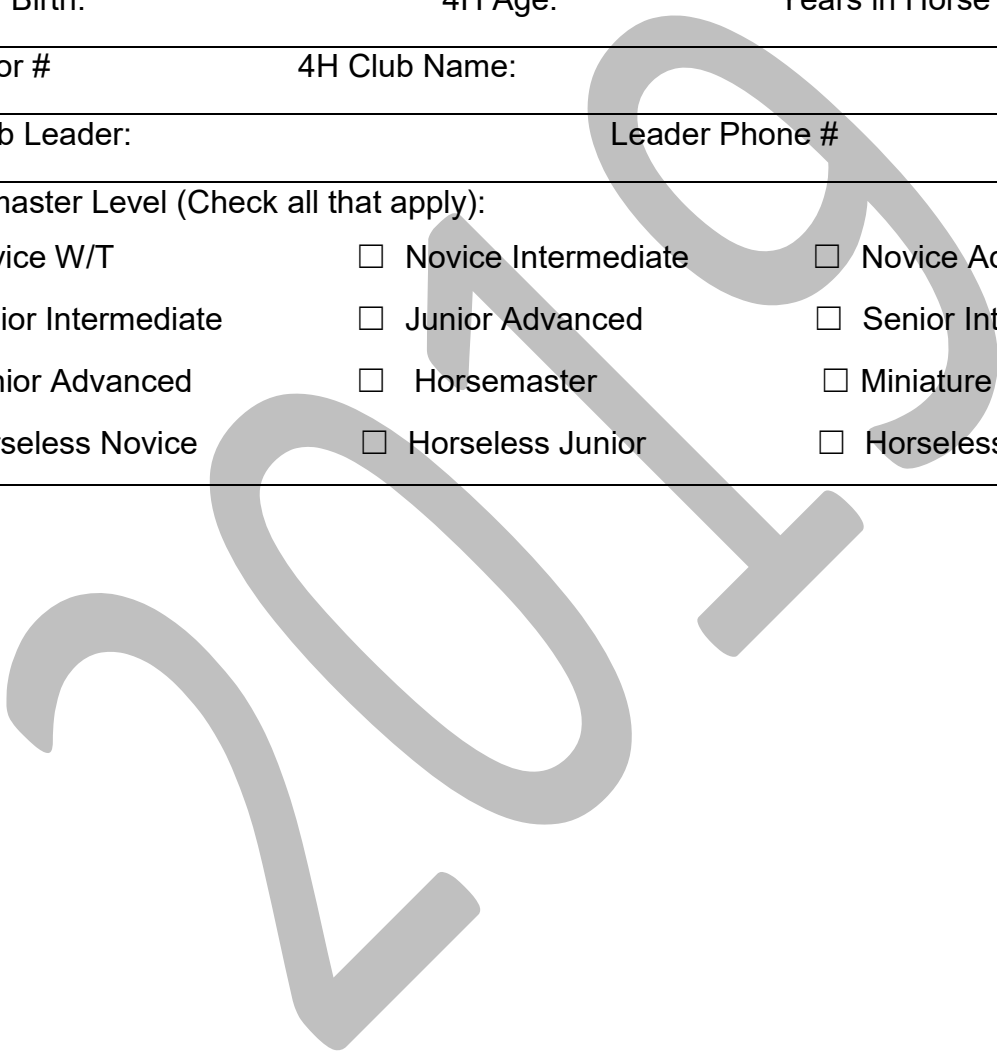 Birth: 4H Age: Years in Horse
or # 4H Club Name:
b Leader: Leader Phone #
master Level (Check all that apply):
vice W/T ☐ Novice Intermediate ☐ Novice Ad
ior Intermediate ☐ Junior Advanced ☐ Senior Int
nior Advanced ☐ Horsemaster ☐ Miniature
rseless Novice ☐ Horseless Junior ☐ Horseless
2019